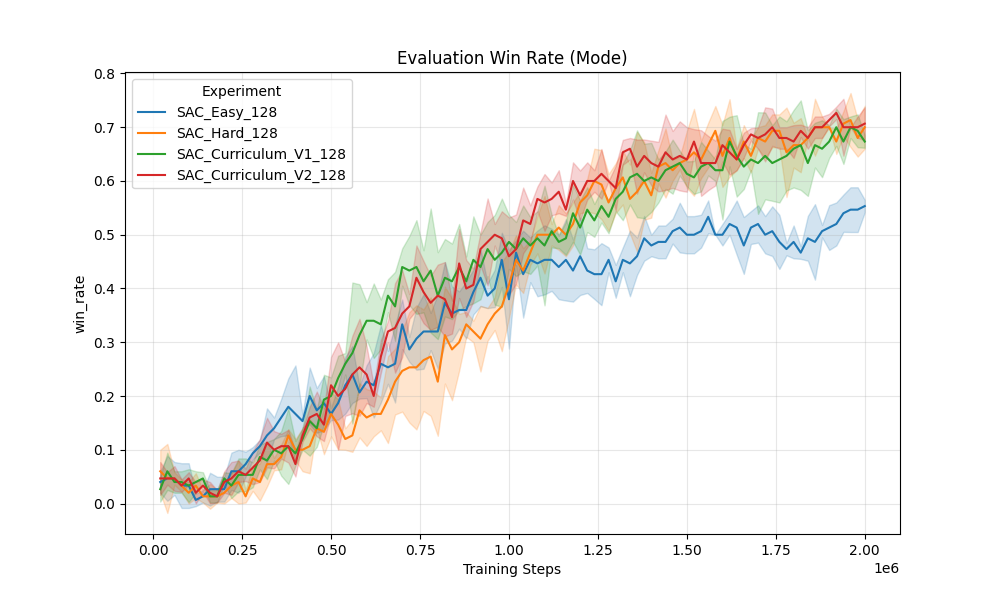 Evaluation Win Rate (Mode)
Experiment
SAC_Easy_128
SAC_Hard_128
SAC_Curriculum_V1_128
SAC_Curriculum_V2_128
win_rate
0.8
0.7
0.6
0.5
0.4
0.3
0.2
0.1
0.0
0.00 0.25 0.50 0.75 1.00 1.25 1.50 1.75 2.00
Training Steps
1e6